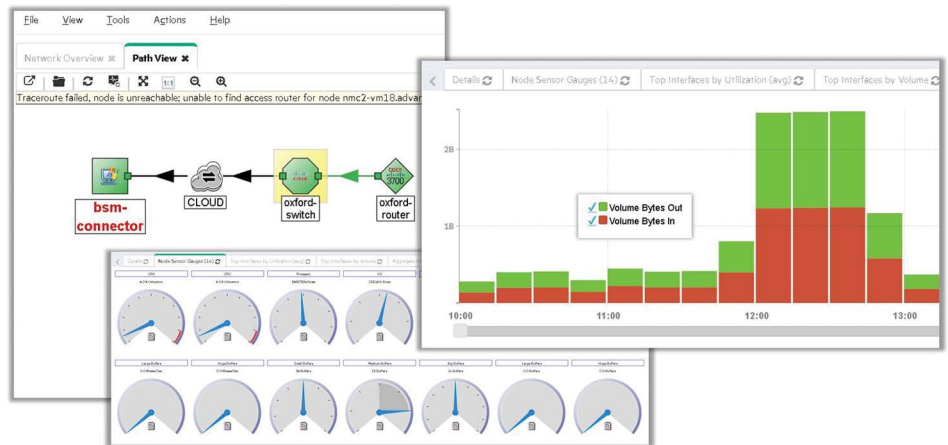 File View Tools Actions Help
Network Overview Path View
1:1
Traceroute failed, node is unreachable; unable to find access router for node nmc2-vm18.advan
3700
bsm-
connector
CLOUD
oxford-
switch
oxford-
router
Details Node Sensor Gauges (14) Top Interfaces by Utilization (avg) Top Interfaces by Volume
2B
1B
Volume Bytes Out
Volume Bytes In
10:00 11:00 12:00 13:00
Details Node Sensor Gauges (14) Top Interfaces by Utilization (avg) Top Interfaces by Volume Aggregate
CPU CPU Processor I/O
Large Buffers Huge Buffers Small Buffers Medium Buffers Big Buffers Large Buffers Huge Buffers